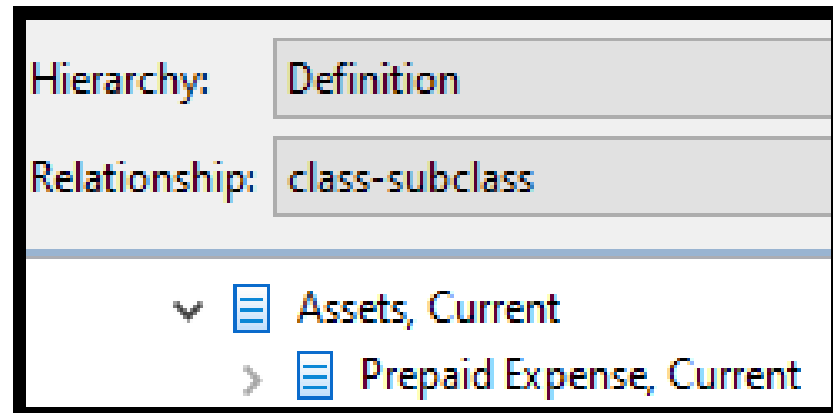 Hierarchy: Definition
Relationship: class-subclass
Assets, Current
Prepaid Expense, Current